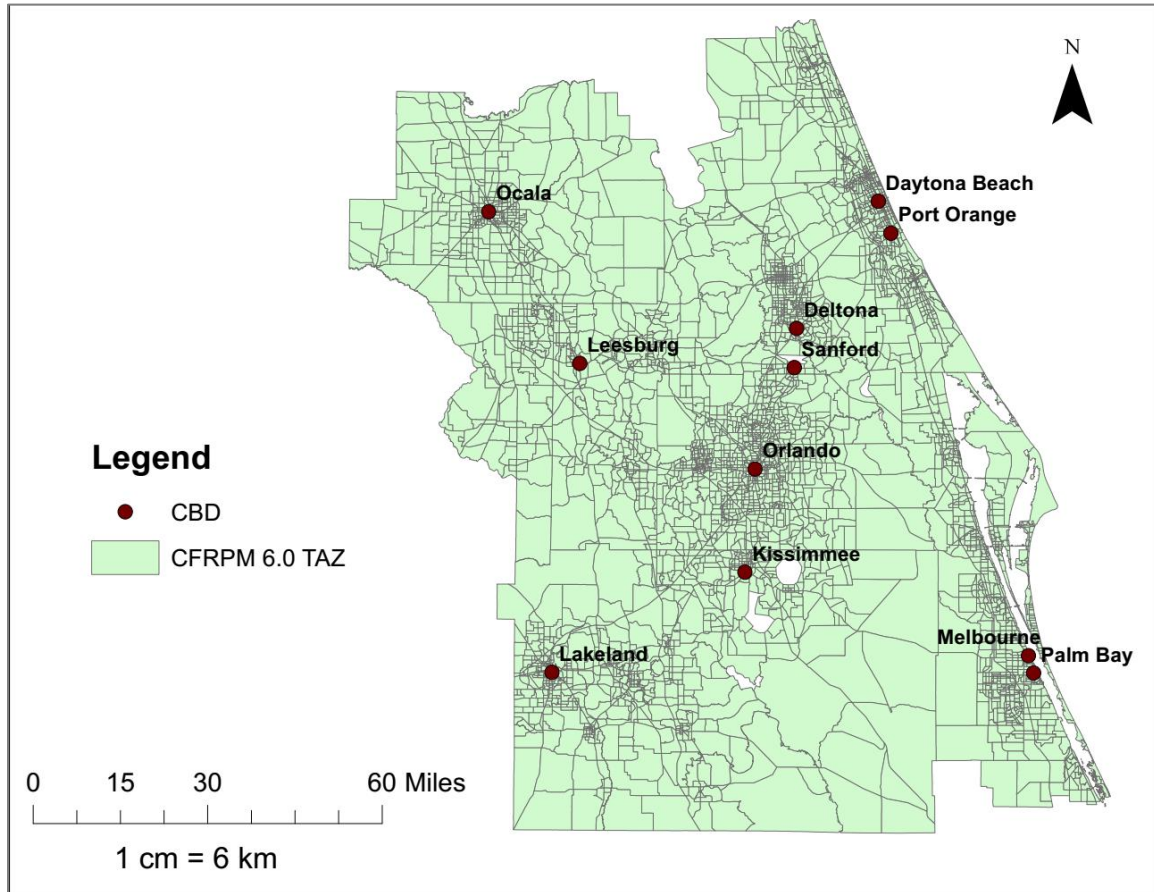 N
Daytona Beach
Port Orange
Ocala
Deltona
Sanford
Leesburg
Orlando
Kissimmee
Melbourne
Palm Bay
Lakeland
Legend
CBD
CFRPM 6.0 TAZ
0 15 30 60 Miles
1 cm = 6 km